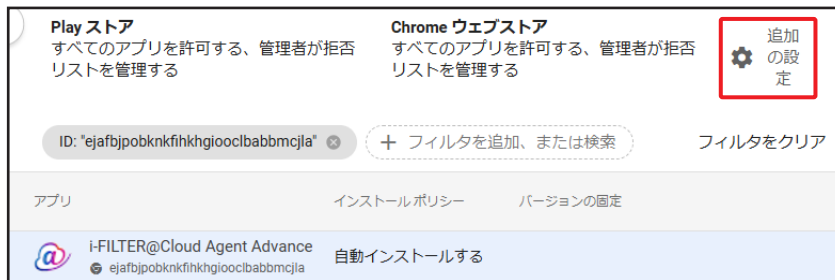 Play ストア
すべてのアプリを許可する、管理者が拒否
リストを管理する
Chrome ウェブストア
すべてのアプリを許可する、管理者が拒否
リストを管理する
追加
の設
定
ID: "ejafbjpobknkfihkhgiooclbabbmcjla"
+ フィルタを追加、または検索
フィルタをクリア
アプリ
インストール ポリシー
バージョンの固定
i-FILTER@Cloud Agent Advance
ejafbjpobknkfihkhgiooclbabbmcjla
自動インストールする